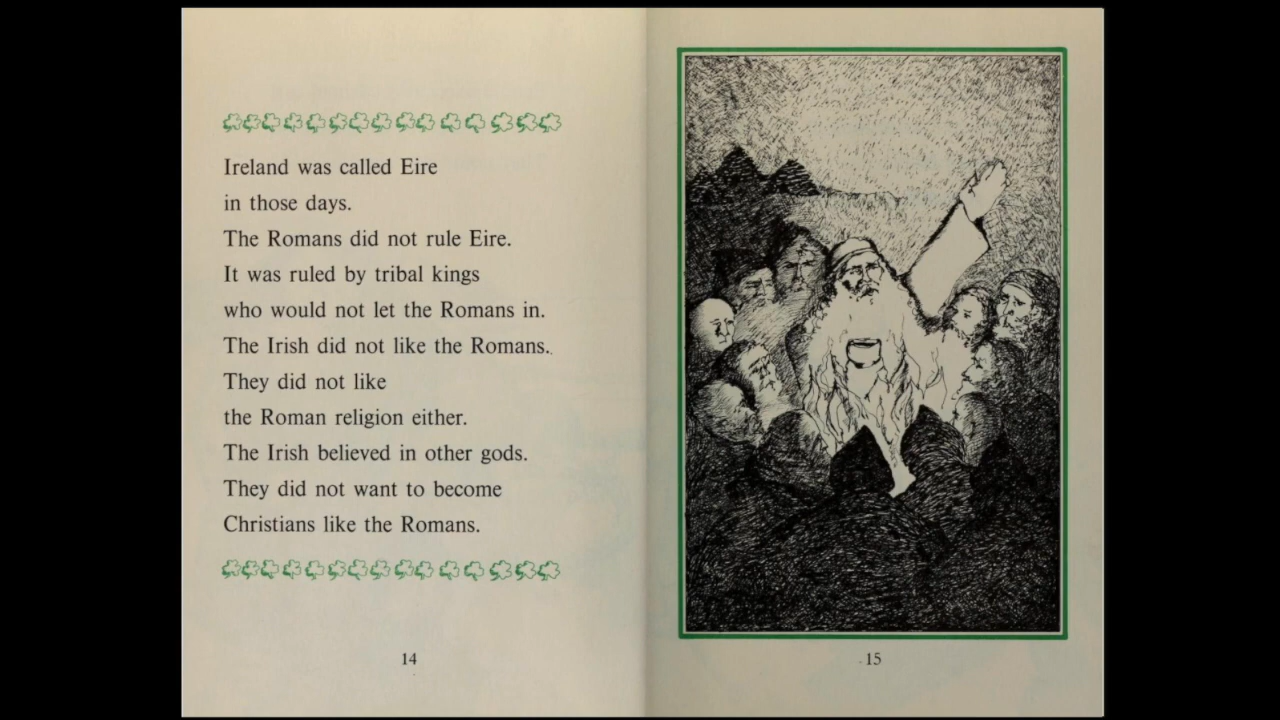 Ireland was called Eire
in those days.
The Romans did not rule Eire.
It was ruled by tribal kings
who would not let the Romans in.
The Irish did not like the Romans.
They did not like
the Roman religion either.
The Irish believed in other gods.
They did not want to become
Christians like the Romans.
14
15